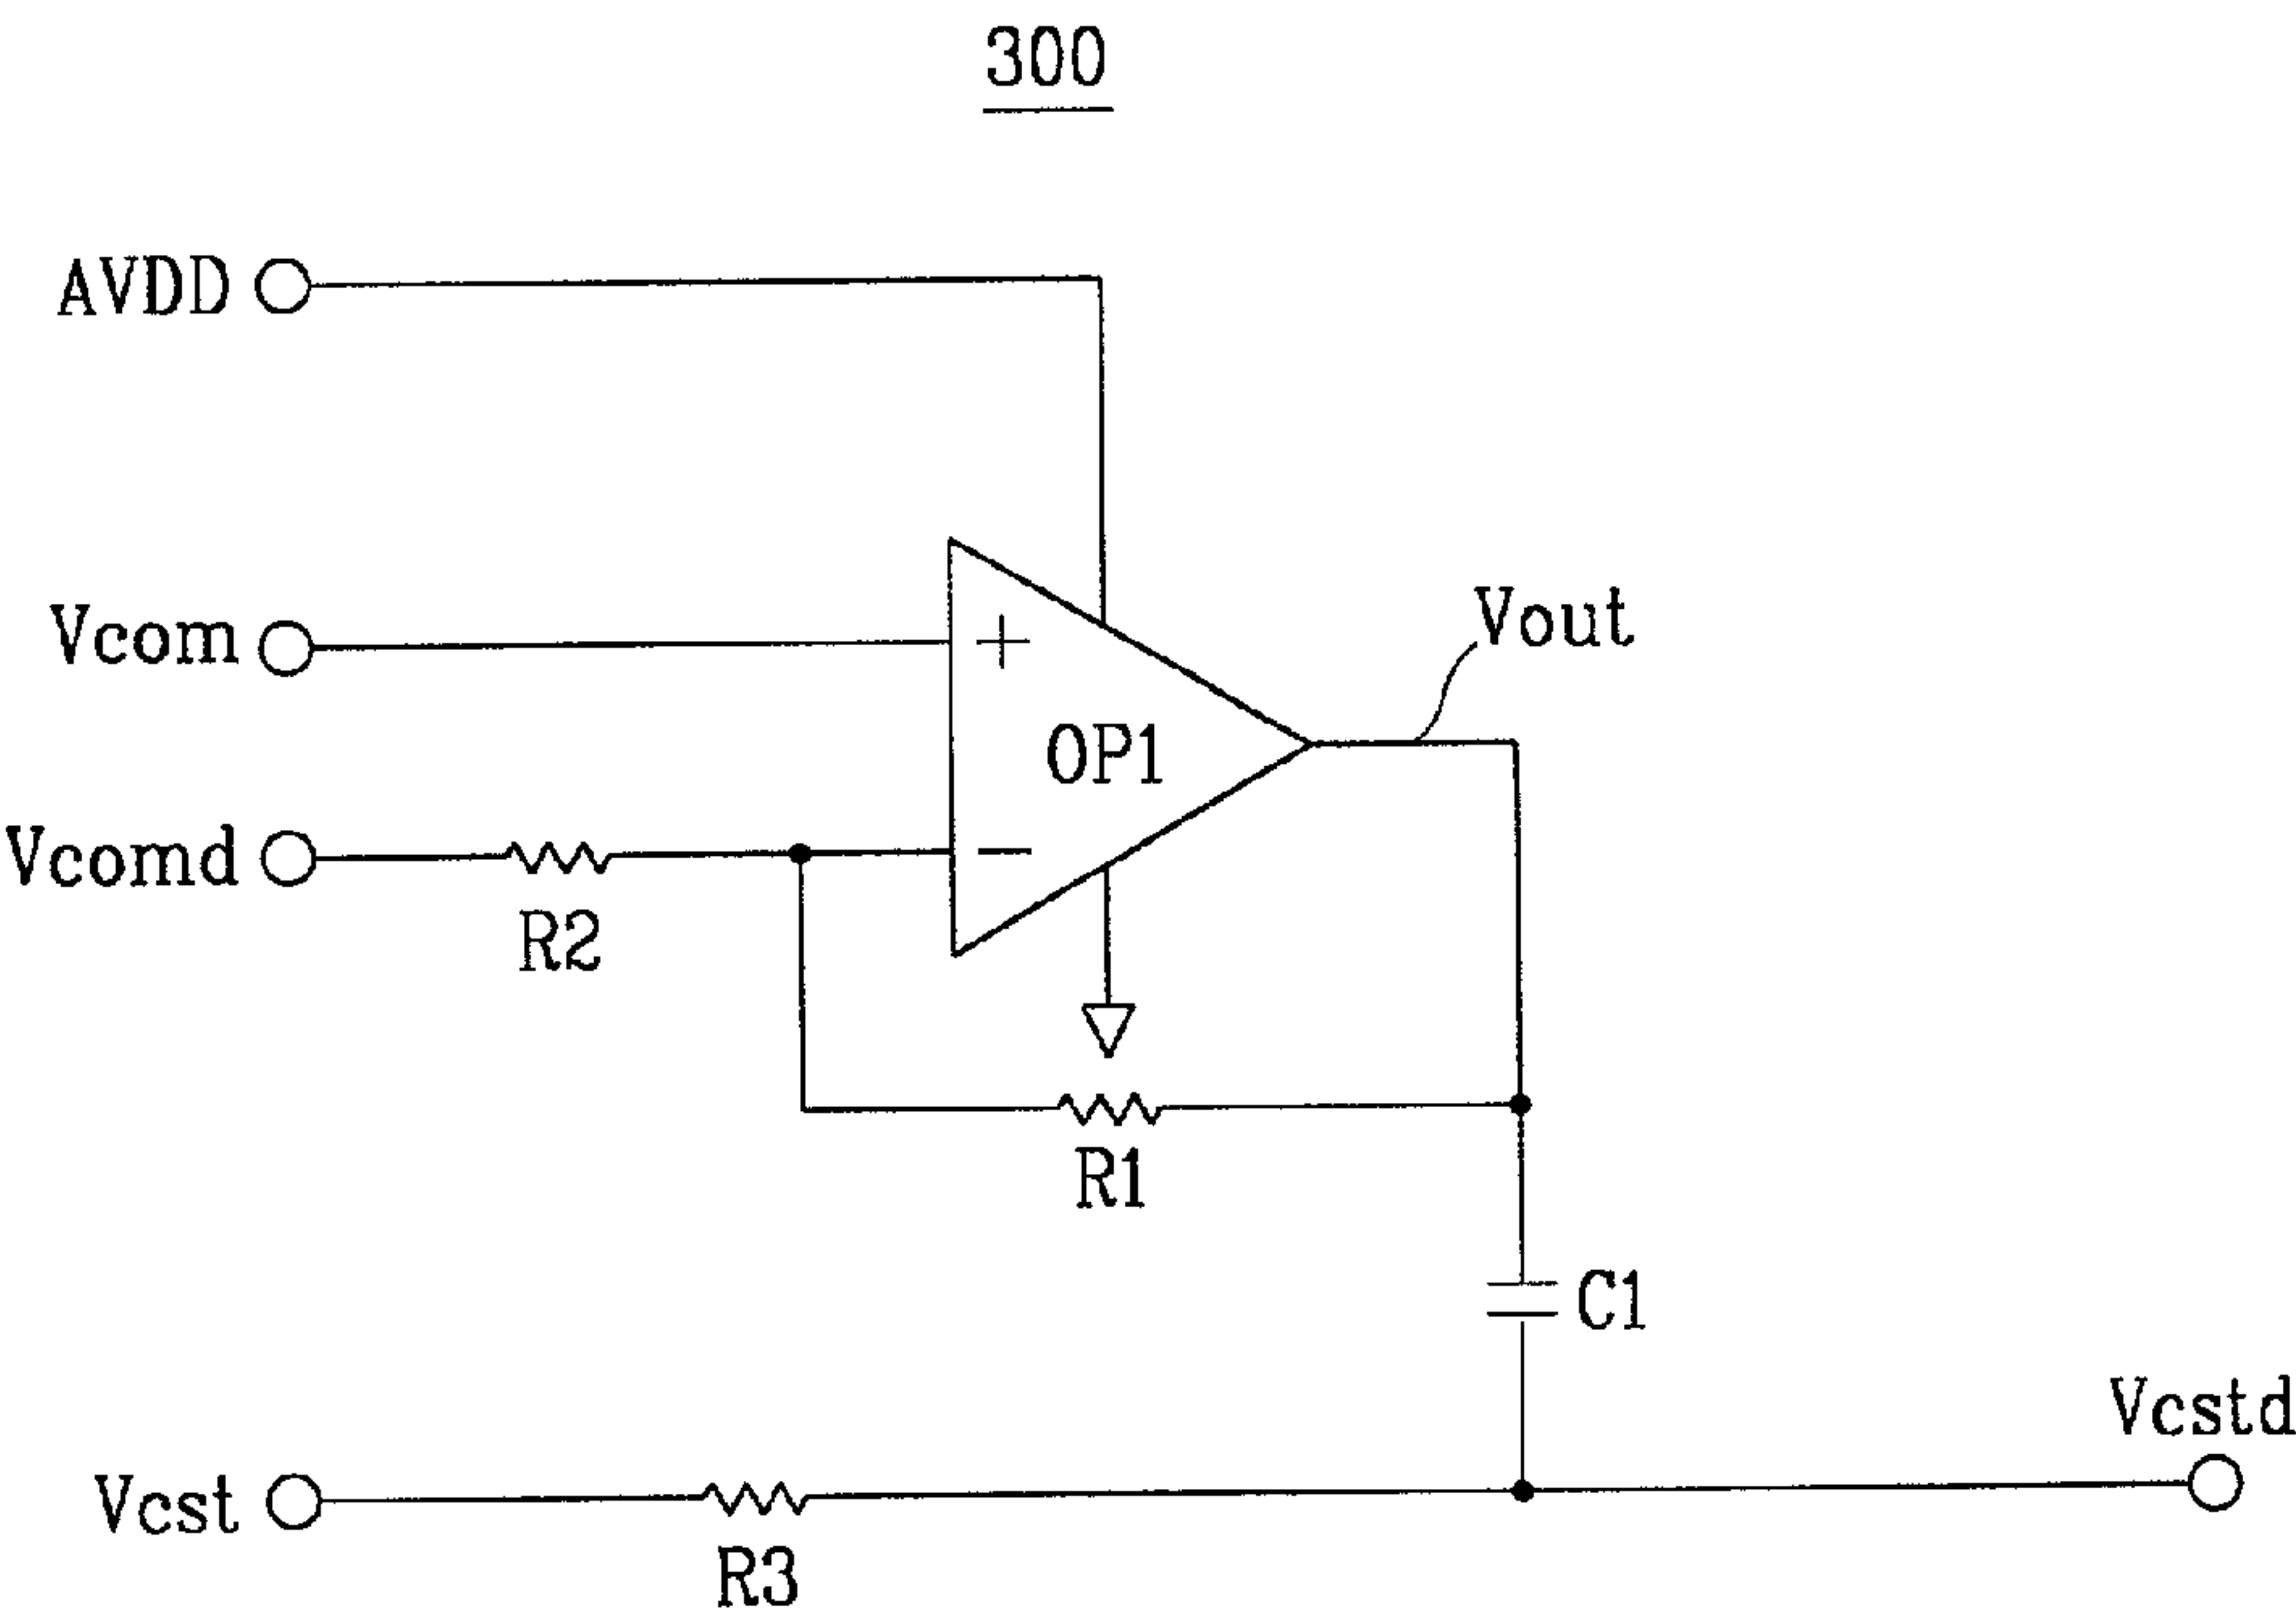 300
AVDD
Vcom
Vout
OP1
Vcomd
R2
R1
C1
Vcstd
Vcst
R3